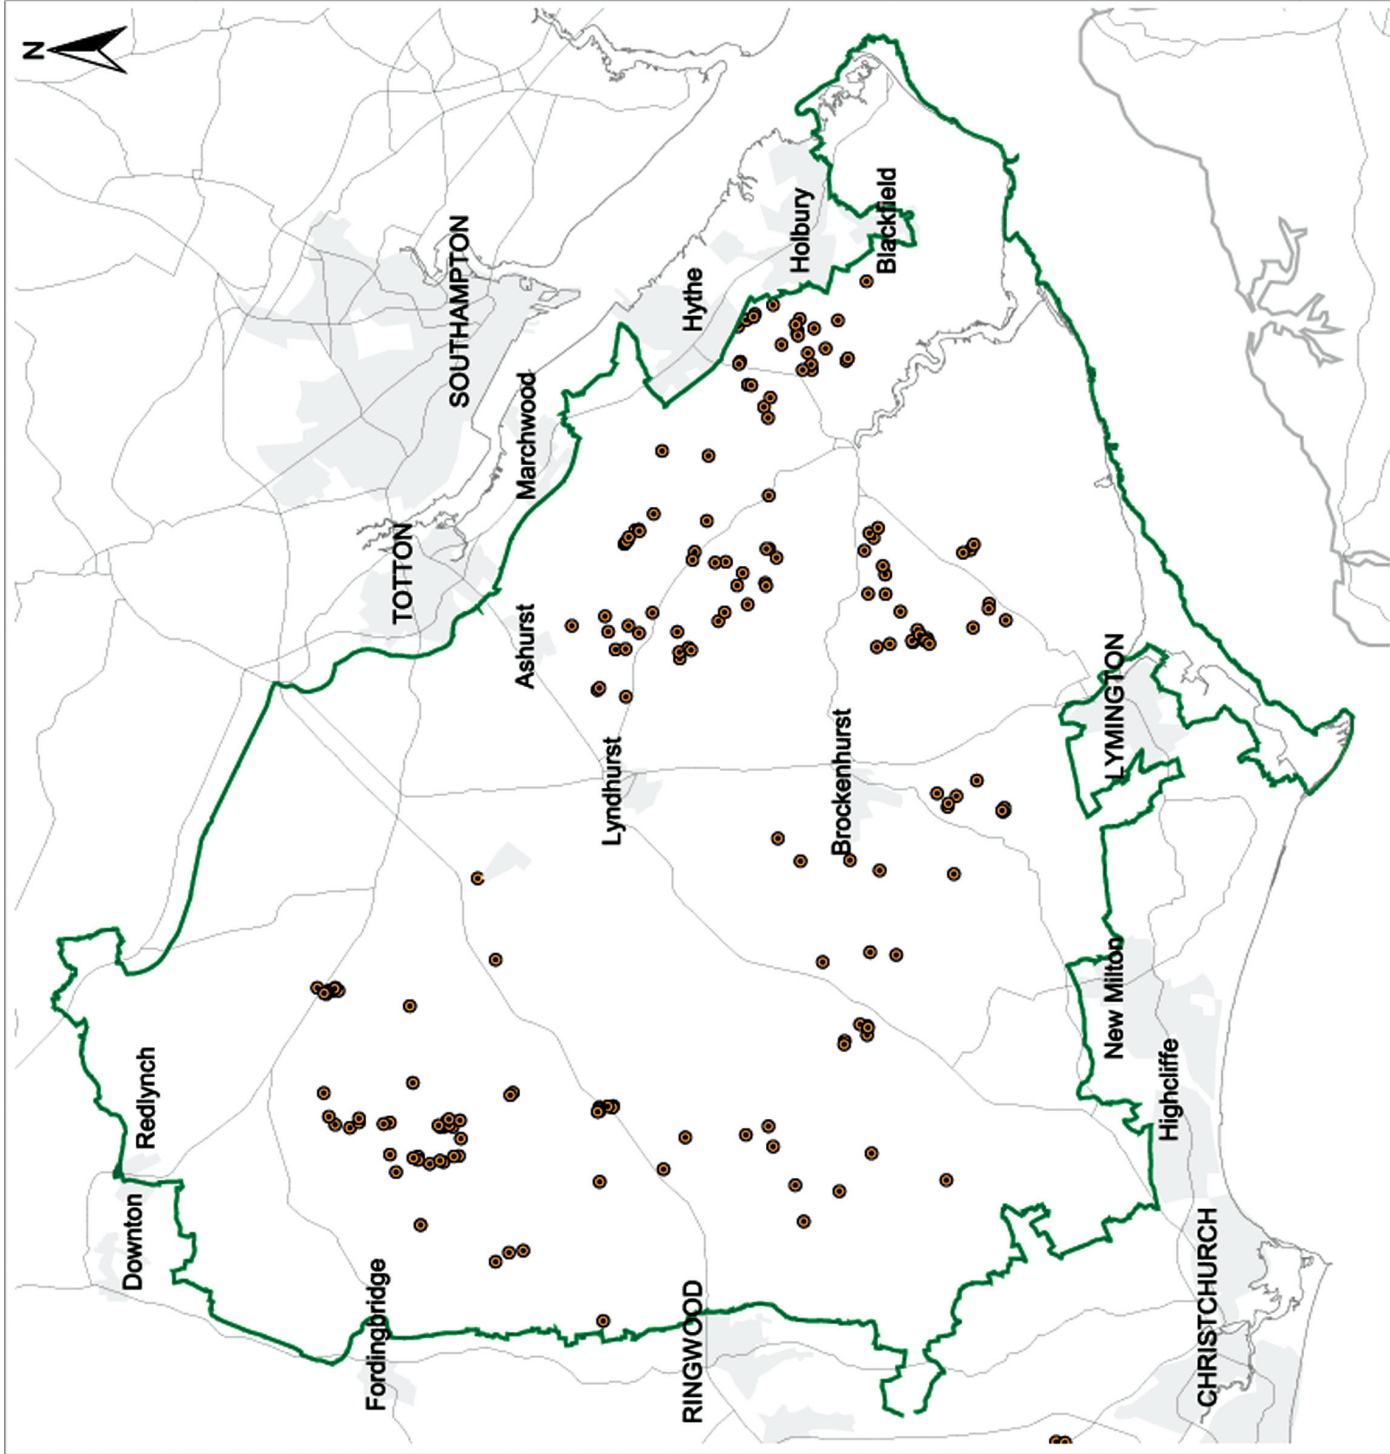 N
Redlynch
Downton
SOUTHAMPTON
TOTTON
Marchwood
Ashurst
Hythe
Holbury
Blackfield
Lyndhurst
Fordingbridge
RINGWOOD
Brockenhurst
LYMINGTON
New Milton
Highcliffe
CHRISTCHURCH